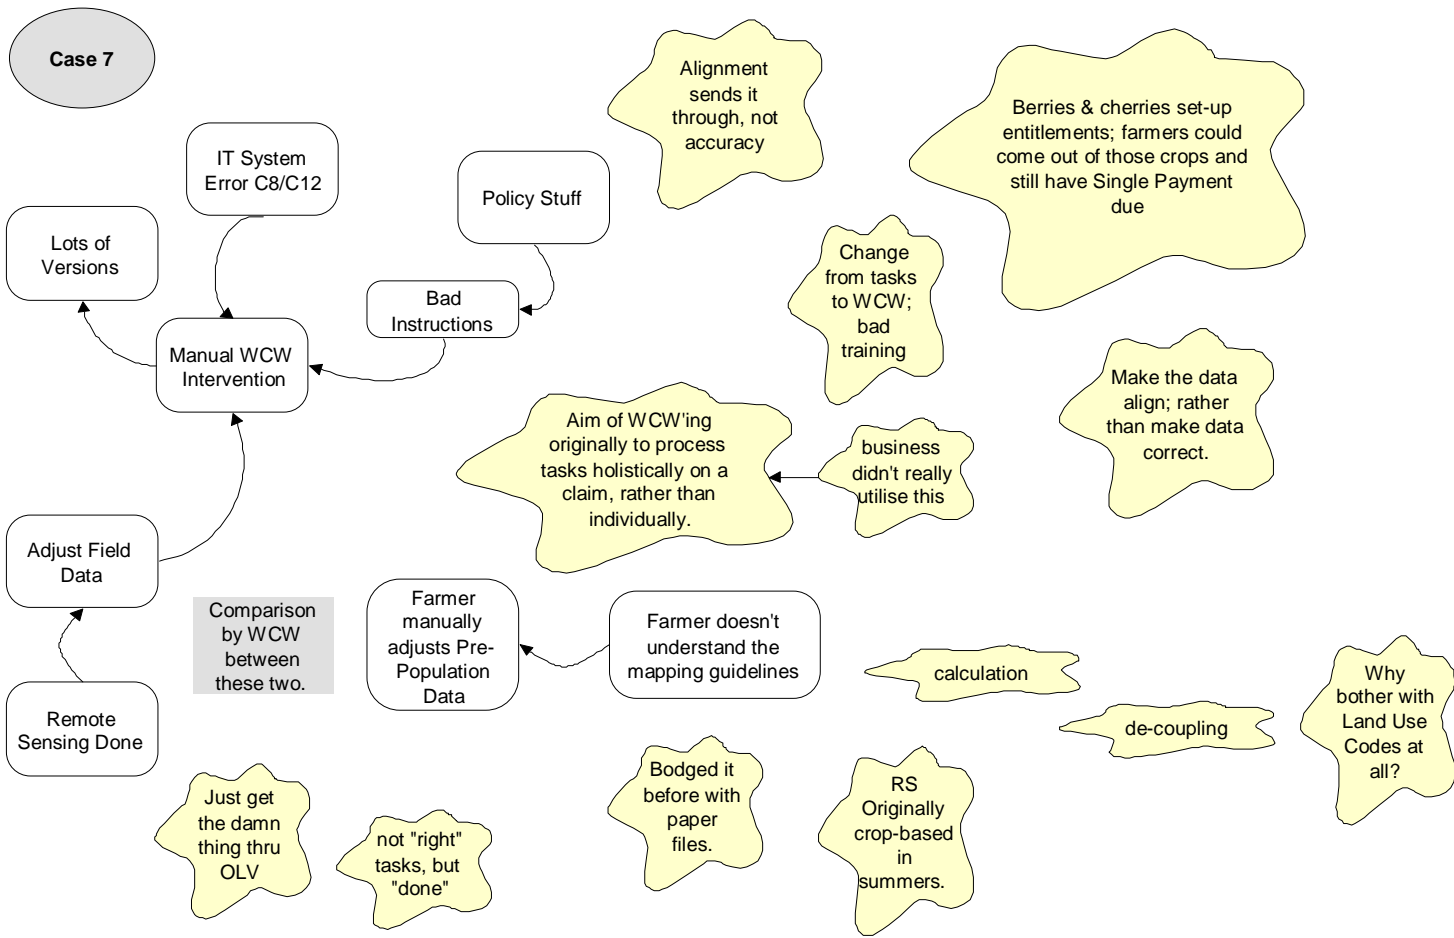 Case 7
Alignment
sends it
through, not
accuracy
Berries & cherries set-up
entitlements; farmers could
come out of those crops and
still have Single Payment
due
IT System
Error C8/C12
Policy Stuff
Lots of
Versions
Change
from tasks
to WCW;
bad
training
Bad
Instructions
Manual WCW
Intervention
Make the data
align; rather
than make data
correct.
Aim of WCW'ing
originally to process
tasks holistically on a
claim, rather than
individually.
business
didn't really
utilise this
Adjust Field
Data
Comparison
by WCW
between
these two.
Farmer
manually
adjusts Pre-
Population
Data
Farmer doesn't
understand the
mapping guidelines
calculation
Why
bother with
Land Use
Codes at
all?
de-coupling
Remote
Sensing Done
Just get
the damn
thing thru
OLV
not "right"
tasks, but
"done"
Bodged it
before with
paper
files.
RS
Originally
crop-based
in
summers.